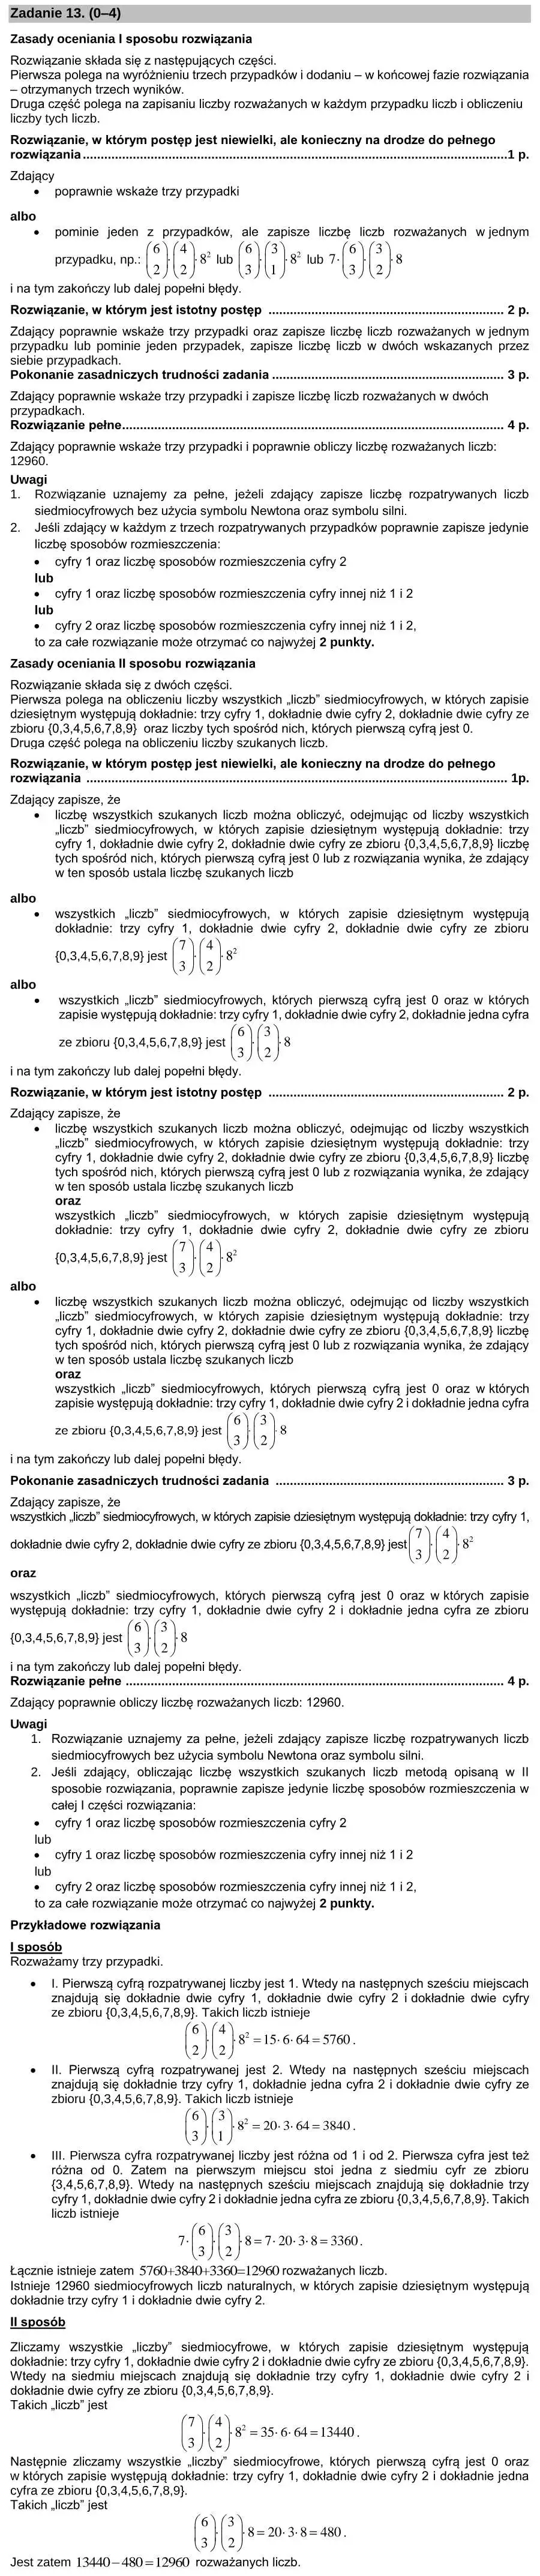 Zadanie 13. (0–4)
Zasady oceniania I sposobu rozwiązania
Rozwiązanie składa się z następujących części.
Pierwsza polega na wyróżnieniu trzech przypadków i dodaniu – w końcowej fazie rozwiązania
– otrzymanych trzech wyników.
Druga część polega na zapisaniu liczby rozważanych w każdym przypadku liczb i obliczeniu
liczby tych liczb.
Rozwiązanie, w którym postęp jest niewielki, ale konieczny na drodze do pełnego
rozwiązania ........ 1 p.
Zdający
• poprawnie wskaże trzy przypadki
albo
• pominie jeden z przypadków, ale zapisze liczbę liczb rozważanych w jednym
przypadku, np.: (6 2)·(4 2)·8² lub (6 3)·(3 1)·8² lub 7·(6 3)·(3 2)·8
i na tym zakończy lub dalej popełni błędy.
Rozwiązanie, w którym jest istotny postęp ........ 2 p.
Zdający poprawnie wskaże trzy przypadki oraz zapisze liczbę liczb rozważanych w jednym
przypadku lub pominie jeden przypadek, zapisze liczbę liczb w dwóch wskazanych przez
siebie przypadkach.
Pokonanie zasadniczych trudności zadania ........ 3 p.
Zdający poprawnie wskaże trzy przypadki i zapisze liczbę liczb rozważanych w dwóch
przypadkach.
Rozwiązanie pełne ........ 4 p.
Zdający poprawnie wskaże trzy przypadki i poprawnie obliczy liczbę rozważanych liczb:
12960.
Uwagi
1. Rozwiązanie uznajemy za pełne, jeżeli zdający zapisze liczbę rozpatrywanych liczb
siedmiocyfrowych bez użycia symbolu Newtona oraz symbolu silni.
2. Jeśli zdający w każdym z trzech rozpatrywanych przypadków poprawnie zapisze jedynie
liczbę sposobów rozmieszczenia:
• cyfry 1 oraz liczbę sposobów rozmieszczenia cyfry 2
lub
• cyfry 1 oraz liczbę sposobów rozmieszczenia cyfry innej niż 1 i 2
lub
• cyfry 2 oraz liczbę sposobów rozmieszczenia cyfry innej niż 1 i 2,
to za całe rozwiązanie może otrzymać co najwyżej 2 punkty.
Zasady oceniania II sposobu rozwiązania
Rozwiązanie składa się z dwóch części.
Pierwsza polega na obliczeniu liczby wszystkich „liczb” siedmiocyfrowych, w których zapisie
dziesiętnym występują dokładnie: trzy cyfry 1, dokładnie dwie cyfry 2, dokładnie dwie cyfry ze
zbioru {0,3,4,5,6,7,8,9} oraz liczby tych spośród nich, których pierwszą cyfrą jest 0.
Druga część polega na obliczeniu liczby szukanych liczb.
Rozwiązanie, w którym postęp jest niewielki, ale konieczny na drodze do pełnego
rozwiązania ........ 1p.
Zdający zapisze, że
• liczbę wszystkich szukanych liczb można obliczyć, odejmując od liczby wszystkich
„liczb” siedmiocyfrowych, w których zapisie dziesiętnym występują dokładnie: trzy
cyfry 1, dokładnie dwie cyfry 2, dokładnie dwie cyfry ze zbioru {0,3,4,5,6,7,8,9} liczbę
tych spośród nich, których pierwszą cyfrą jest 0 lub z rozwiązania wynika, że zdający
w ten sposób ustala liczbę szukanych liczb
albo
• wszystkich „liczb” siedmiocyfrowych, w których zapisie dziesiętnym występują
dokładnie: trzy cyfry 1, dokładnie dwie cyfry 2, dokładnie dwie cyfry ze zbioru
{0,3,4,5,6,7,8,9} jest (7 3)·(4 2)·8²
albo
• wszystkich „liczb” siedmiocyfrowych, których pierwszą cyfrą jest 0 oraz w których
zapisie występują dokładnie: trzy cyfry 1, dokładnie dwie cyfry 2, dokładnie jedna cyfra
ze zbioru {0,3,4,5,6,7,8,9} jest (6 3)·(3 2)·8
i na tym zakończy lub dalej popełni błędy.
Rozwiązanie, w którym jest istotny postęp ........ 2 p.
Zdający zapisze, że
• liczbę wszystkich szukanych liczb można obliczyć, odejmując od liczby wszystkich
„liczb” siedmiocyfrowych, w których zapisie dziesiętnym występują dokładnie: trzy
cyfry 1, dokładnie dwie cyfry 2, dokładnie dwie cyfry ze zbioru {0,3,4,5,6,7,8,9} liczbę
tych spośród nich, których pierwszą cyfrą jest 0 lub z rozwiązania wynika, że zdający
w ten sposób ustala liczbę szukanych liczb
oraz
wszystkich „liczb” siedmiocyfrowych, w których zapisie dziesiętnym występują
dokładnie: trzy cyfry 1, dokładnie dwie cyfry 2, dokładnie dwie cyfry ze zbioru
{0,3,4,5,6,7,8,9} jest (7 3)·(4 2)·8²
albo
• liczbę wszystkich szukanych liczb można obliczyć, odejmując od liczby wszystkich
„liczb” siedmiocyfrowych, w których zapisie dziesiętnym występują dokładnie: trzy
cyfry 1, dokładnie dwie cyfry 2, dokładnie dwie cyfry ze zbioru {0,3,4,5,6,7,8,9} liczbę
tych spośród nich, których pierwszą cyfrą jest 0 lub z rozwiązania wynika, że zdający
w ten sposób ustala liczbę szukanych liczb
oraz
wszystkich „liczb” siedmiocyfrowych, których pierwszą cyfrą jest 0 oraz w których
zapisie występują dokładnie: trzy cyfry 1, dokładnie dwie cyfry 2 i dokładnie jedna cyfra
ze zbioru {0,3,4,5,6,7,8,9} jest (6 3)·(3 2)·8
i na tym zakończy lub dalej popełni błędy.
Pokonanie zasadniczych trudności zadania ........ 3 p.
Zdający zapisze, że
wszystkich „liczb” siedmiocyfrowych, w których zapisie dziesiętnym występują dokładnie: trzy cyfry 1,
dokładnie dwie cyfry 2, dokładnie dwie cyfry ze zbioru {0,3,4,5,6,7,8,9} jest (7 3)·(4 2)·8²
oraz
wszystkich „liczb” siedmiocyfrowych, których pierwszą cyfrą jest 0 oraz w których zapisie
występują dokładnie: trzy cyfry 1, dokładnie dwie cyfry 2 i dokładnie jedna cyfra ze zbioru
{0,3,4,5,6,7,8,9} jest (6 3)·(3 2)·8
i na tym zakończy lub dalej popełni błędy.
Rozwiązanie pełne ........ 4 p.
Zdający poprawnie obliczy liczbę rozważanych liczb: 12960.
Uwagi
1. Rozwiązanie uznajemy za pełne, jeżeli zdający zapisze liczbę rozpatrywanych liczb
siedmiocyfrowych bez użycia symbolu Newtona oraz symbolu silni.
2. Jeśli zdający, obliczając liczbę wszystkich szukanych liczb metodą opisaną w II
sposobie rozwiązania, poprawnie zapisze jedynie liczbę sposobów rozmieszczenia w
całej I części rozwiązania:
• cyfry 1 oraz liczbę sposobów rozmieszczenia cyfry 2
lub
• cyfry 1 oraz liczbę sposobów rozmieszczenia cyfry innej niż 1 i 2
lub
• cyfry 2 oraz liczbę sposobów rozmieszczenia cyfry innej niż 1 i 2,
to za całe rozwiązanie może otrzymać co najwyżej 2 punkty.
Przykładowe rozwiązania
I sposób
Rozważamy trzy przypadki.
• I. Pierwszą cyfrą rozpatrywanej liczby jest 1. Wtedy na następnych sześciu miejscach
znajdują się dokładnie dwie cyfry 1, dokładnie dwie cyfry 2 i dokładnie dwie cyfry
ze zbioru {0,3,4,5,6,7,8,9}. Takich liczb istnieje
(6 2)·(4 2)·8² = 15·6·64 = 5760.
• II. Pierwszą cyfrą rozpatrywanej jest 2. Wtedy na następnych sześciu miejscach
znajdują się dokładnie trzy cyfry 1, dokładnie jedna cyfra 2 i dokładnie dwie cyfry ze
zbioru {0,3,4,5,6,7,8,9}. Takich liczb istnieje
(6 3)·(3 1)·8² = 20·3·64 = 3840.
• III. Pierwsza cyfra rozpatrywanej liczby jest różna od 1 i od 2. Pierwsza cyfra jest też
różna od 0. Zatem na pierwszym miejscu stoi jedna z siedmiu cyfr ze zbioru
{3,4,5,6,7,8,9}. Wtedy na następnych sześciu miejscach znajdują się dokładnie trzy
cyfry 1, dokładnie dwie cyfry 2 i dokładnie jedna cyfra ze zbioru {0,3,4,5,6,7,8,9}. Takich
liczb istnieje
7·(6 3)·(3 2)·8 = 7·20·3·8 = 3360.
Łącznie istnieje zatem 5760+3840+3360=12960 rozważanych liczb.
Istnieje 12960 siedmiocyfrowych liczb naturalnych, w których zapisie dziesiętnym występują
dokładnie trzy cyfry 1 i dokładnie dwie cyfry 2.
II sposób
Zliczamy wszystkie „liczby” siedmiocyfrowe, w których zapisie dziesiętnym występują
dokładnie: trzy cyfry 1, dokładnie dwie cyfry 2 i dokładnie dwie cyfry ze zbioru {0,3,4,5,6,7,8,9}.
Wtedy na siedmiu miejscach znajdują się dokładnie trzy cyfry 1, dokładnie dwie cyfry 2 i
dokładnie dwie cyfry ze zbioru {0,3,4,5,6,7,8,9}.
Takich „liczb” jest
(7 3)·(4 2)·8² = 35·6·64 = 13440.
Następnie zliczamy wszystkie „liczby” siedmiocyfrowe, których pierwszą cyfrą jest 0 oraz
w których zapisie występują dokładnie: trzy cyfry 1, dokładnie dwie cyfry 2 i dokładnie jedna
cyfra ze zbioru {0,3,4,5,6,7,8,9}.
Takich „liczb” jest
(6 3)·(3 2)·8 = 20·3·8 = 480.
Jest zatem 13440−480=12960 rozważanych liczb.